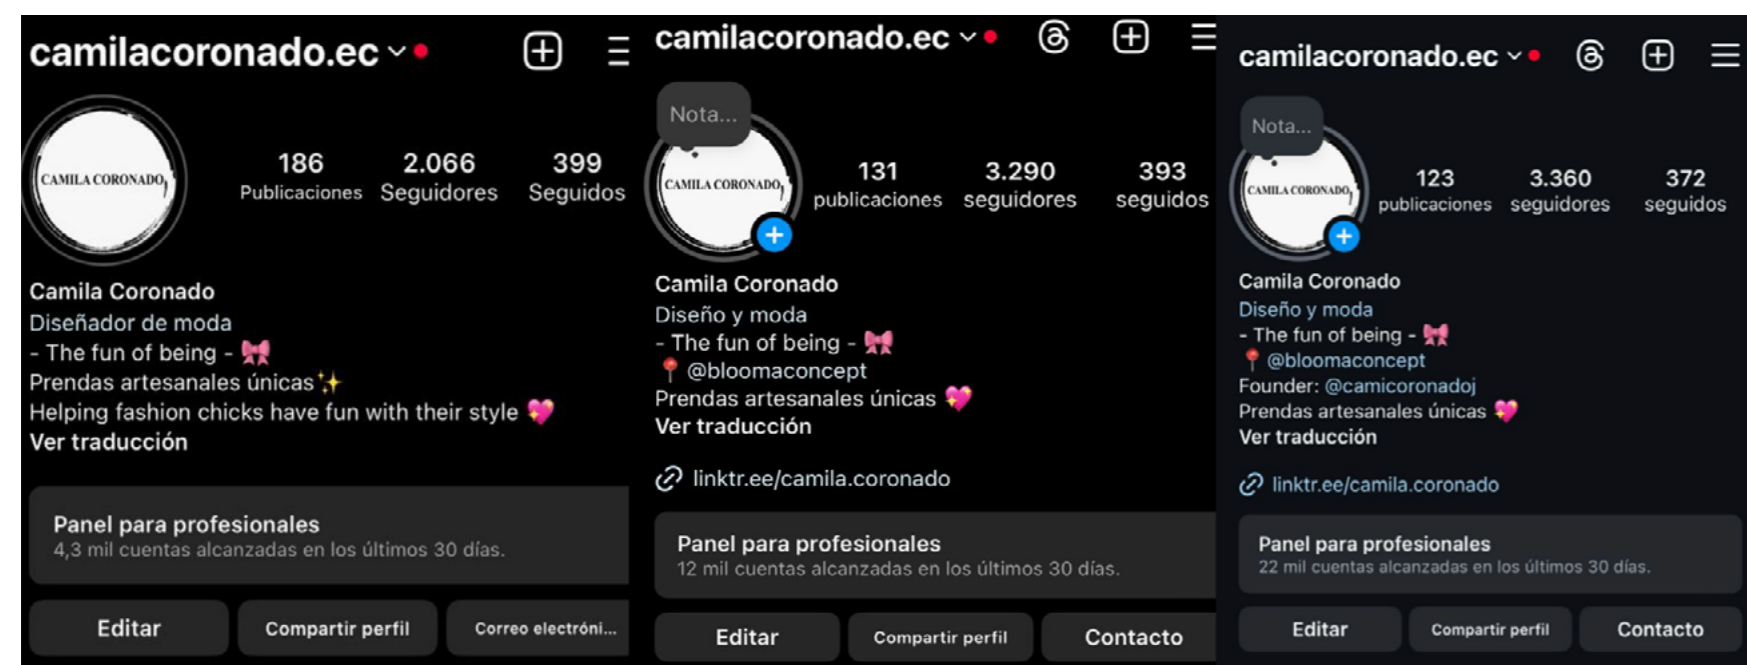 camilacoronado.ec
CAMILA CORONADO
186
Publicaciones
2.066
Seguidores
399
Seguidos
Camila Coronado
Diseñador de moda
- The fun of being - 🎀
Prendas artesanales únicas✨
Helping fashion chicks have fun with their style 💖
Ver traducción
Panel para profesionales
4,3 mil cuentas alcanzadas en los últimos 30 días.
Editar
Compartir perfil
Correo electróni...
camilacoronado.ec
Nota...
CAMILA CORONADO
131
publicaciones
3.290
seguidores
393
seguidos
Camila Coronado
Diseño y moda
- The fun of being - 🎀
📍 @bloomaconcept
Prendas artesanales únicas 💖
Ver traducción
linktr.ee/camila.coronado
Panel para profesionales
12 mil cuentas alcanzadas en los últimos 30 días.
Editar
Compartir perfil
Contacto
camilacoronado.ec
Nota...
CAMILA CORONADO
123
publicaciones
3.360
seguidores
372
seguidos
Camila Coronado
Diseño y moda
- The fun of being - 🎀
📍 @bloomaconcept
Founder: @camicoronadoj
Prendas artesanales únicas 💖
Ver traducción
linktr.ee/camila.coronado
Panel para profesionales
22 mil cuentas alcanzadas en los últimos 30 días.
Editar
Compartir perfil
Contacto